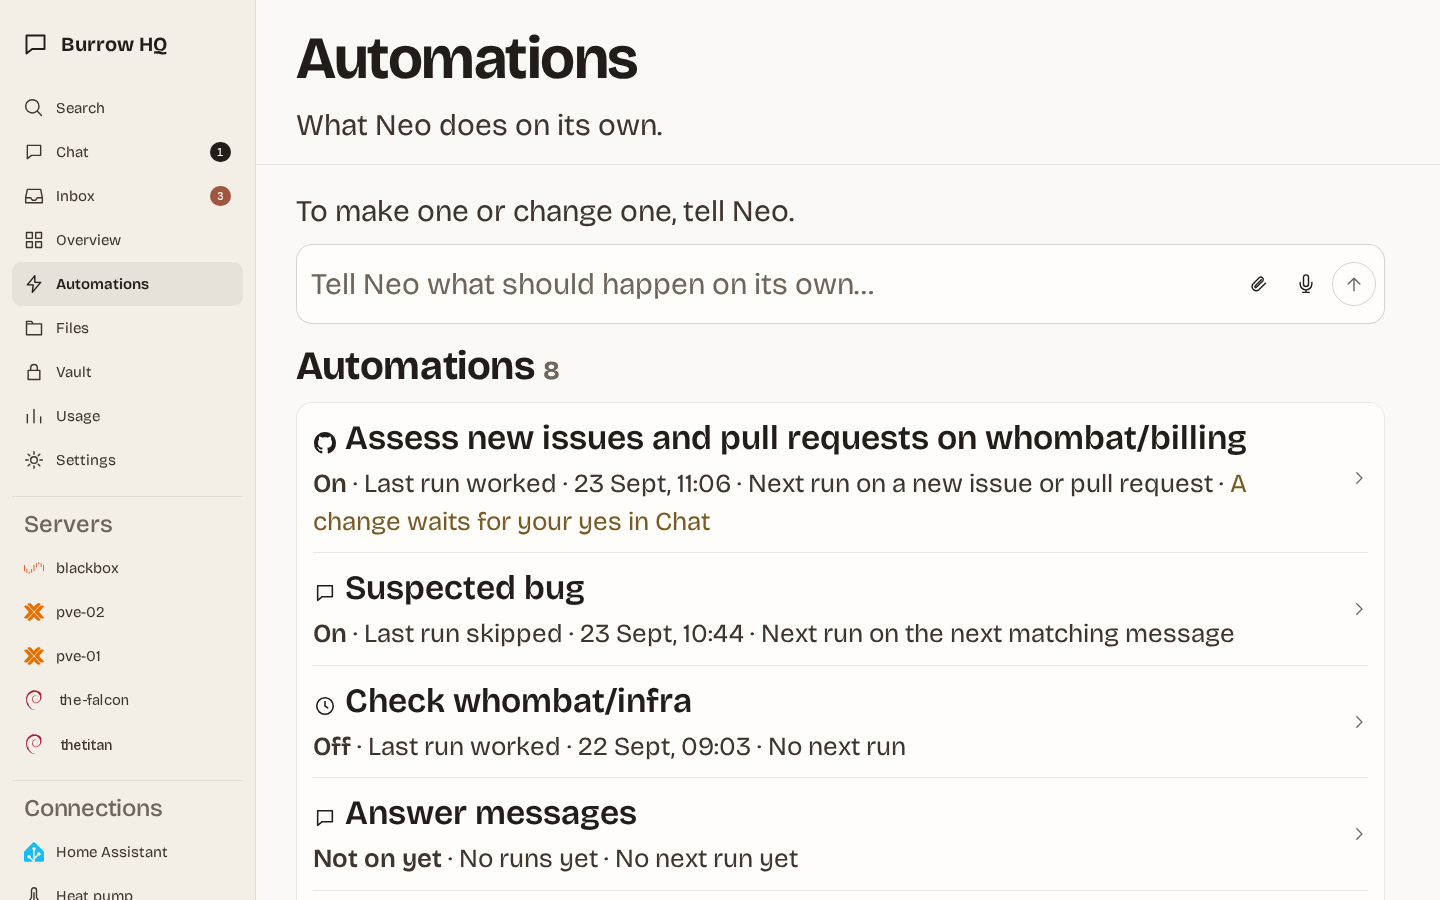 Burrow HQ
Search
Chat 1
Inbox 3
Overview
Automations
Files
Vault
Usage
Settings
Servers
blackbox
pve-02
pve-01
the-falcon
thetitan
Connections
Home Assistant
Heat pump
Automations
What Neo does on its own.
To make one or change one, tell Neo.
Tell Neo what should happen on its own...
Automations 8
Assess new issues and pull requests on whombat/billing
On · Last run worked · 23 Sept, 11:06 · Next run on a new issue or pull request · A
change waits for your yes in Chat
Suspected bug
On · Last run skipped · 23 Sept, 10:44 · Next run on the next matching message
Check whombat/infra
Off · Last run worked · 22 Sept, 09:03 · No next run
Answer messages
Not on yet · No runs yet · No next run yet